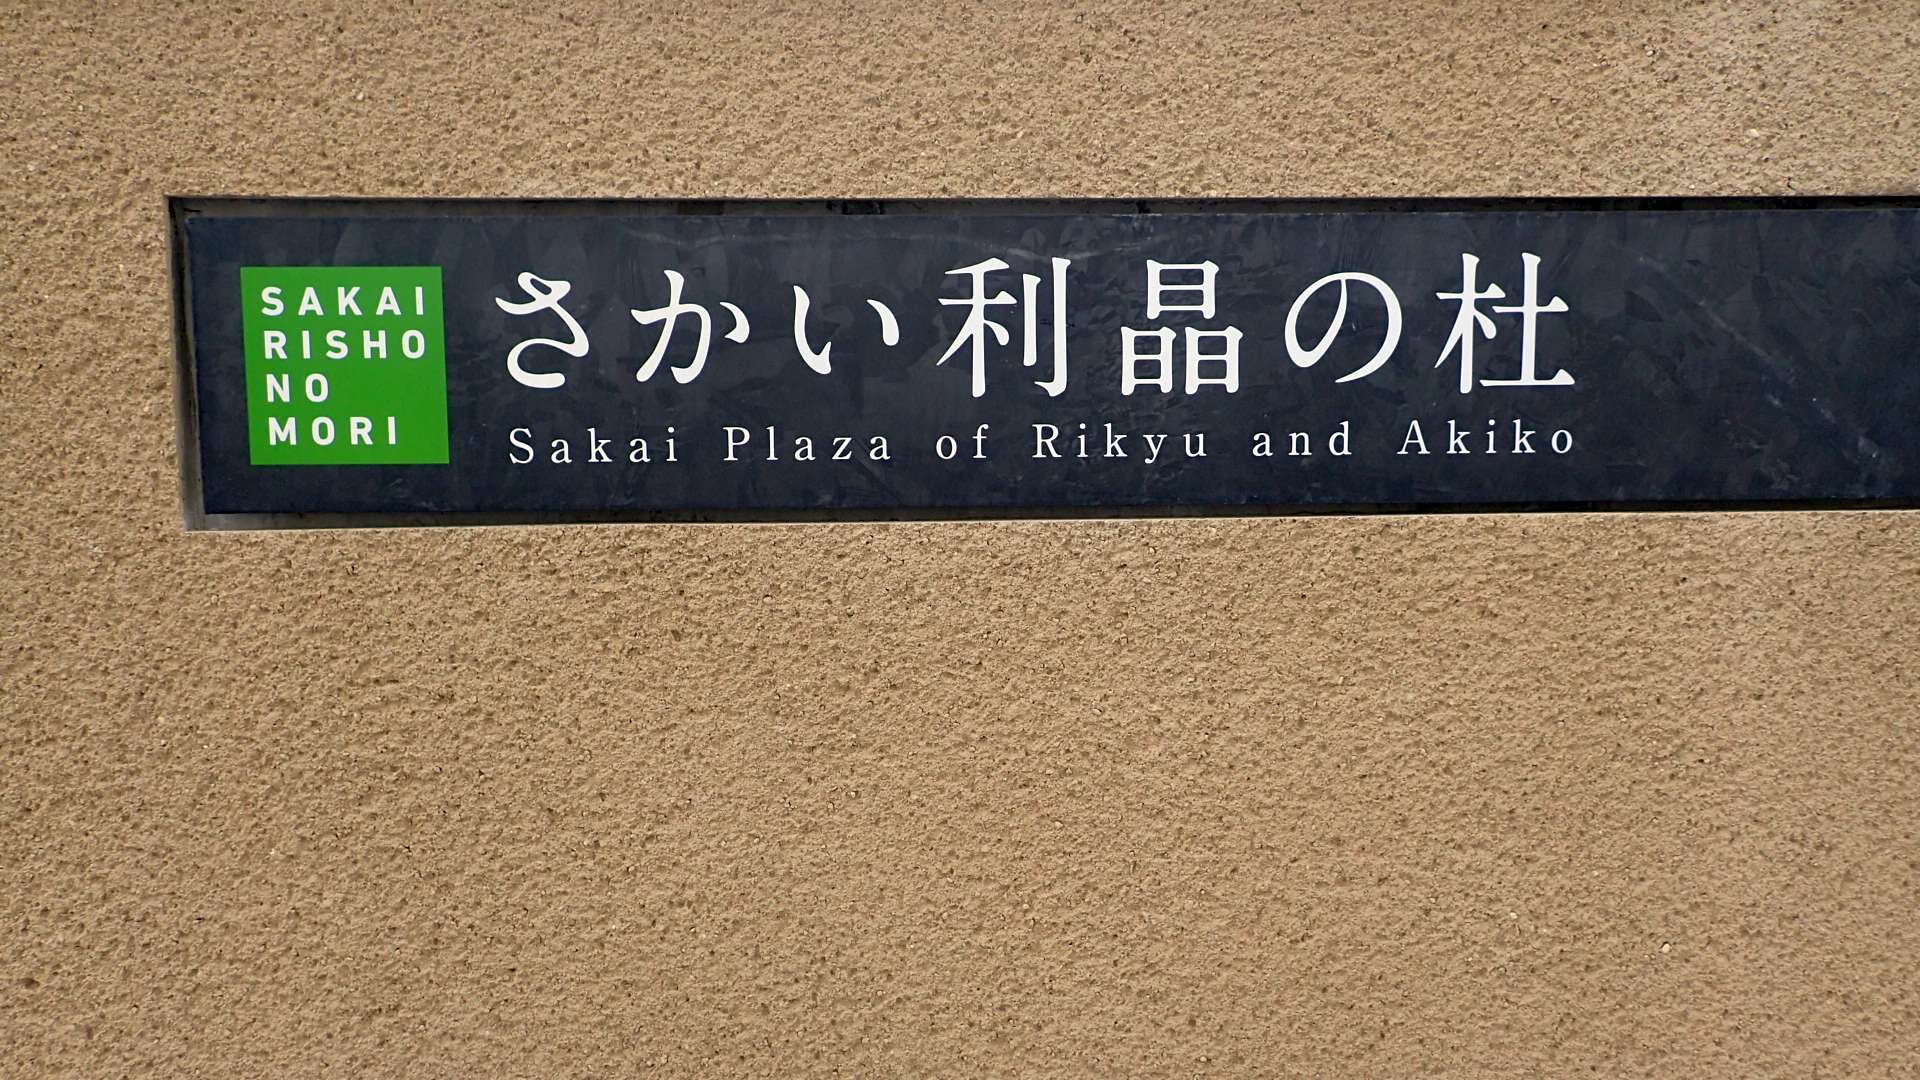 SAKAI
RISHO
NO
MORI
さかい利晶の杜
Sakai Plaza of Rikyu and Akiko